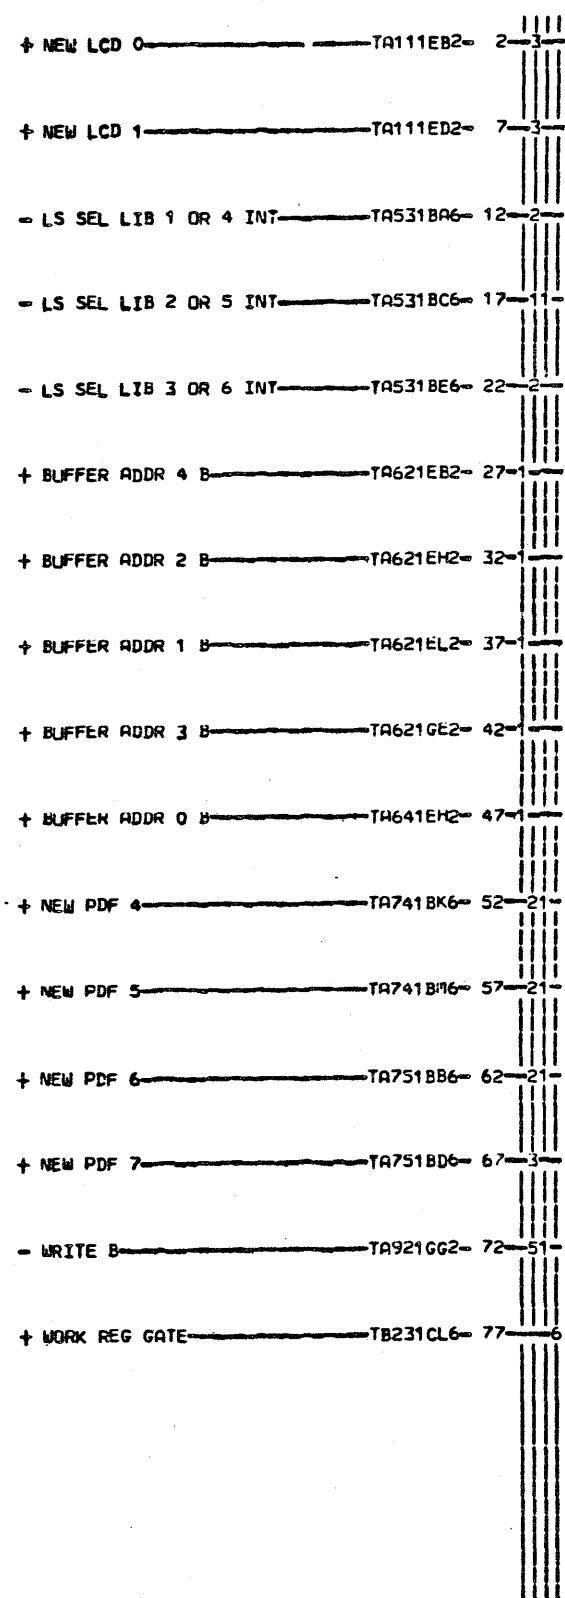 + NEW LCD 0 TA111EB2- 2 3
+ NEW LCD 1 TA111ED2- 7 3
- LS SEL LIB 1 OR 4 INT TA531BA6- 12 2
- LS SEL LIB 2 OR 5 INT TA531BC6- 17 11
- LS SEL LIB 3 OR 6 INT TA531BE6- 22 2
+ BUFFER ADDR 4 B TA621EB2- 27 1
+ BUFFER ADDR 2 B TA621EH2- 32 1
+ BUFFER ADDR 1 B TA621EL2- 37 1
+ BUFFER ADDR 3 B TA621GE2- 42 1
+ BUFFER ADDR 0 B TA641EH2- 47 1
+ NEW PDF 4 TA741BK6- 52 21
+ NEW PDF 5 TA741BM6- 57 21
+ NEW PDF 6 TA751BB6- 62 21
+ NEW PDF 7 TA751BD6- 67 3
- WRITE B TA921GG2- 72 51
+ WORK REG GATE TB231CL6- 77 6